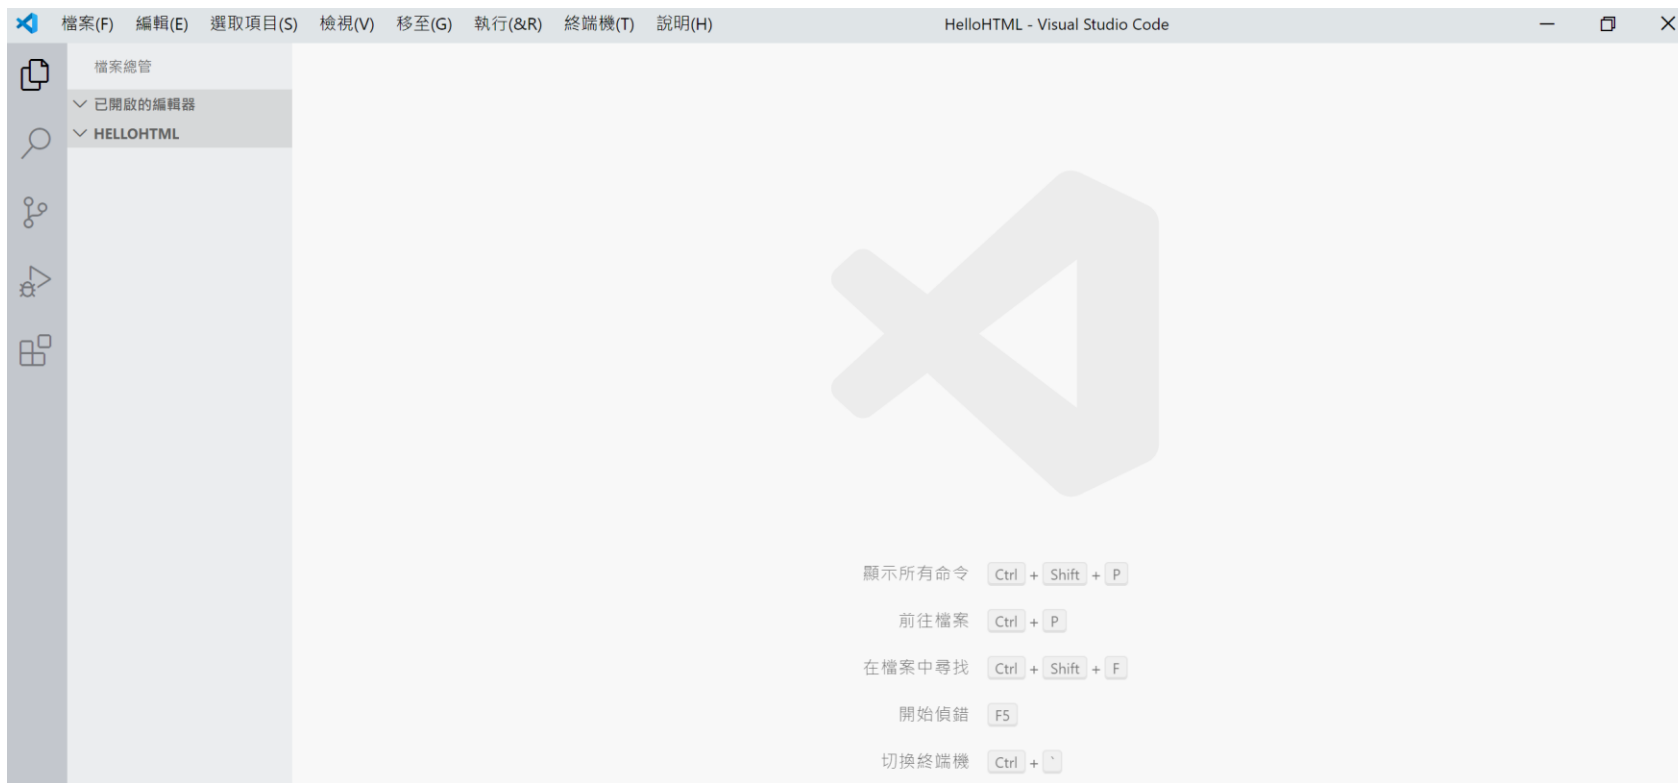 檔案(F) 編輯(E) 選取項目(S) 檢視(V) 移至(G) 執行(&R) 終端機(T) 說明(H) HelloHTML - Visual Studio Code
檔案總管
已開啟的編輯器
HELLOHTML
顯示所有命令 Ctrl + Shift + P
前往檔案 Ctrl + P
在檔案中尋找 Ctrl + Shift + F
開始偵錯 F5
切換終端機 Ctrl + `